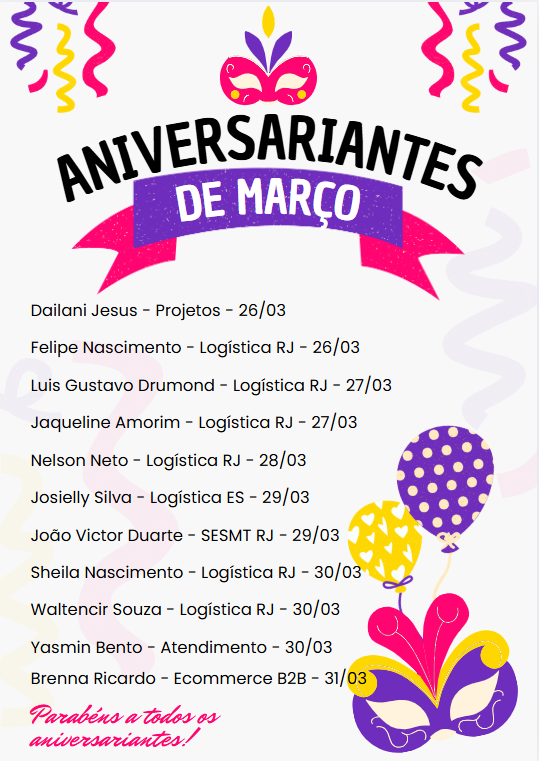 ANIVERSARIANTES
DE MARÇO
Dailani Jesus - Projetos - 26/03
Felipe Nascimento - Logística RJ - 26/03
Luis Gustavo Drumond - Logística RJ - 27/03
Jaqueline Amorim - Logística RJ - 27/03
Nelson Neto - Logística RJ - 28/03
Josielly Silva - Logística ES - 29/03
João Victor Duarte - SESMT RJ - 29/03
Sheila Nascimento - Logística RJ - 30/03
Waltencir Souza - Logística RJ - 30/03
Yasmin Bento - Atendimento - 30/03
Brenna Ricardo - Ecommerce B2B - 31/03
Parabéns a todos os
aniversariantes!